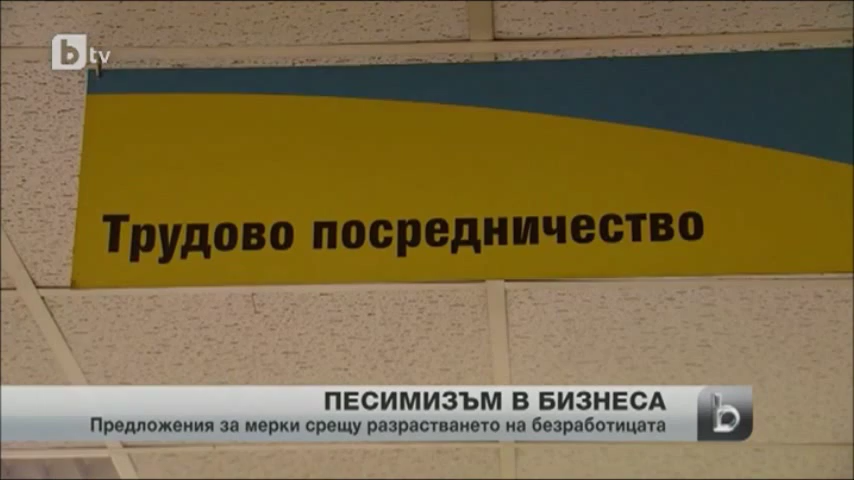 btv
Трудово посредничество
ПЕСИМИЗЪМ В БИЗНЕСА
Предложения за мерки срещу разрастването на безработицата
b